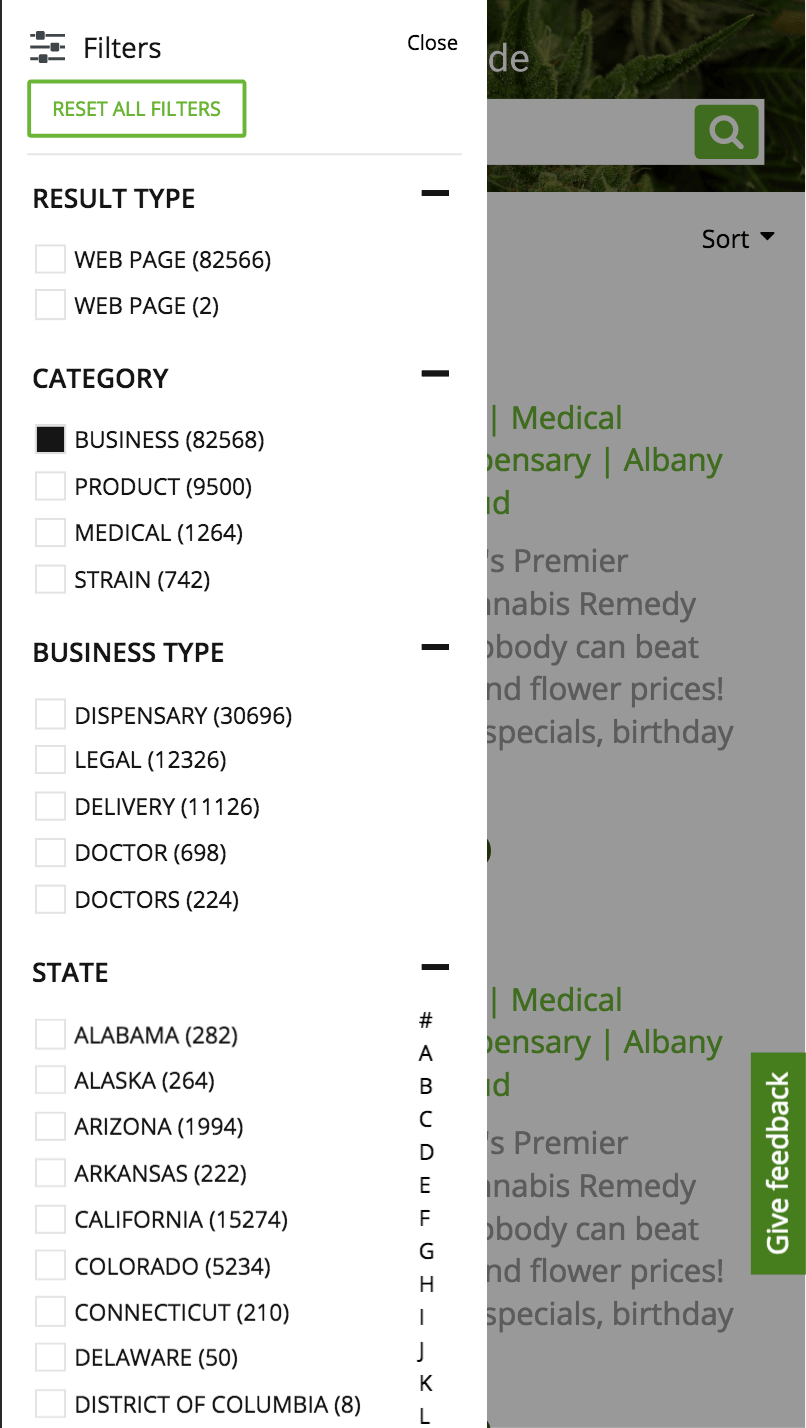 Filters
Close
RESET ALL FILTERS
RESULT TYPE
WEB PAGE (82566)
WEB PAGE (2)
CATEGORY
BUSINESS (82568)
PRODUCT (9500)
MEDICAL (1264)
STRAIN (742)
BUSINESS TYPE
DISPENSARY (30696)
LEGAL (12326)
DELIVERY (11126)
DOCTOR (698)
DOCTORS (224)
STATE
ALABAMA (282)
ALASKA (264)
ARIZONA (1994)
ARKANSAS (222)
CALIFORNIA (15274)
COLORADO (5234)
CONNECTICUT (210)
DELAWARE (50)
DISTRICT OF COLUMBIA (8)
#
A
B
C
D
E
F
G
H
I
J
K
L
de
Sort
| Medical
pensary | Albany
ud
's Premier
nnabis Remedy
obody can beat
nd flower prices!
specials, birthday
| Medical
pensary | Albany
ud
's Premier
nnabis Remedy
obody can beat
nd flower prices!
specials, birthday
Give feedback